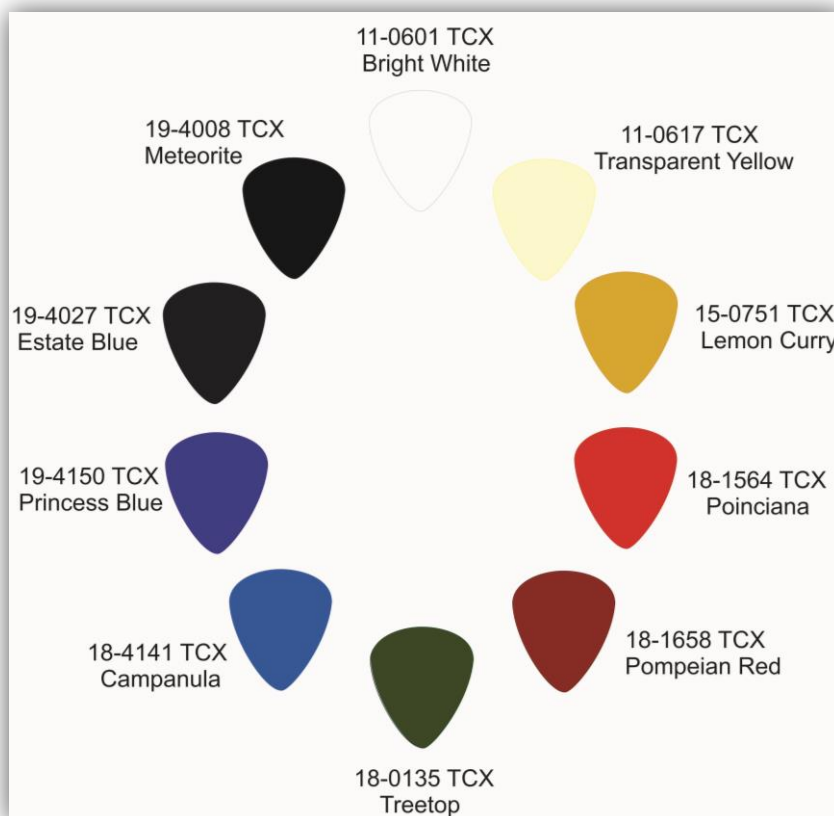 11-0601 TCX
Bright White
11-0617 TCX
Transparent Yellow
15-0751 TCX
Lemon Curry
18-1564 TCX
Poinciana
18-1658 TCX
Pompeian Red
18-0135 TCX
Treetop
18-4141 TCX
Campanula
19-4150 TCX
Princess Blue
19-4027 TCX
Estate Blue
19-4008 TCX
Meteorite